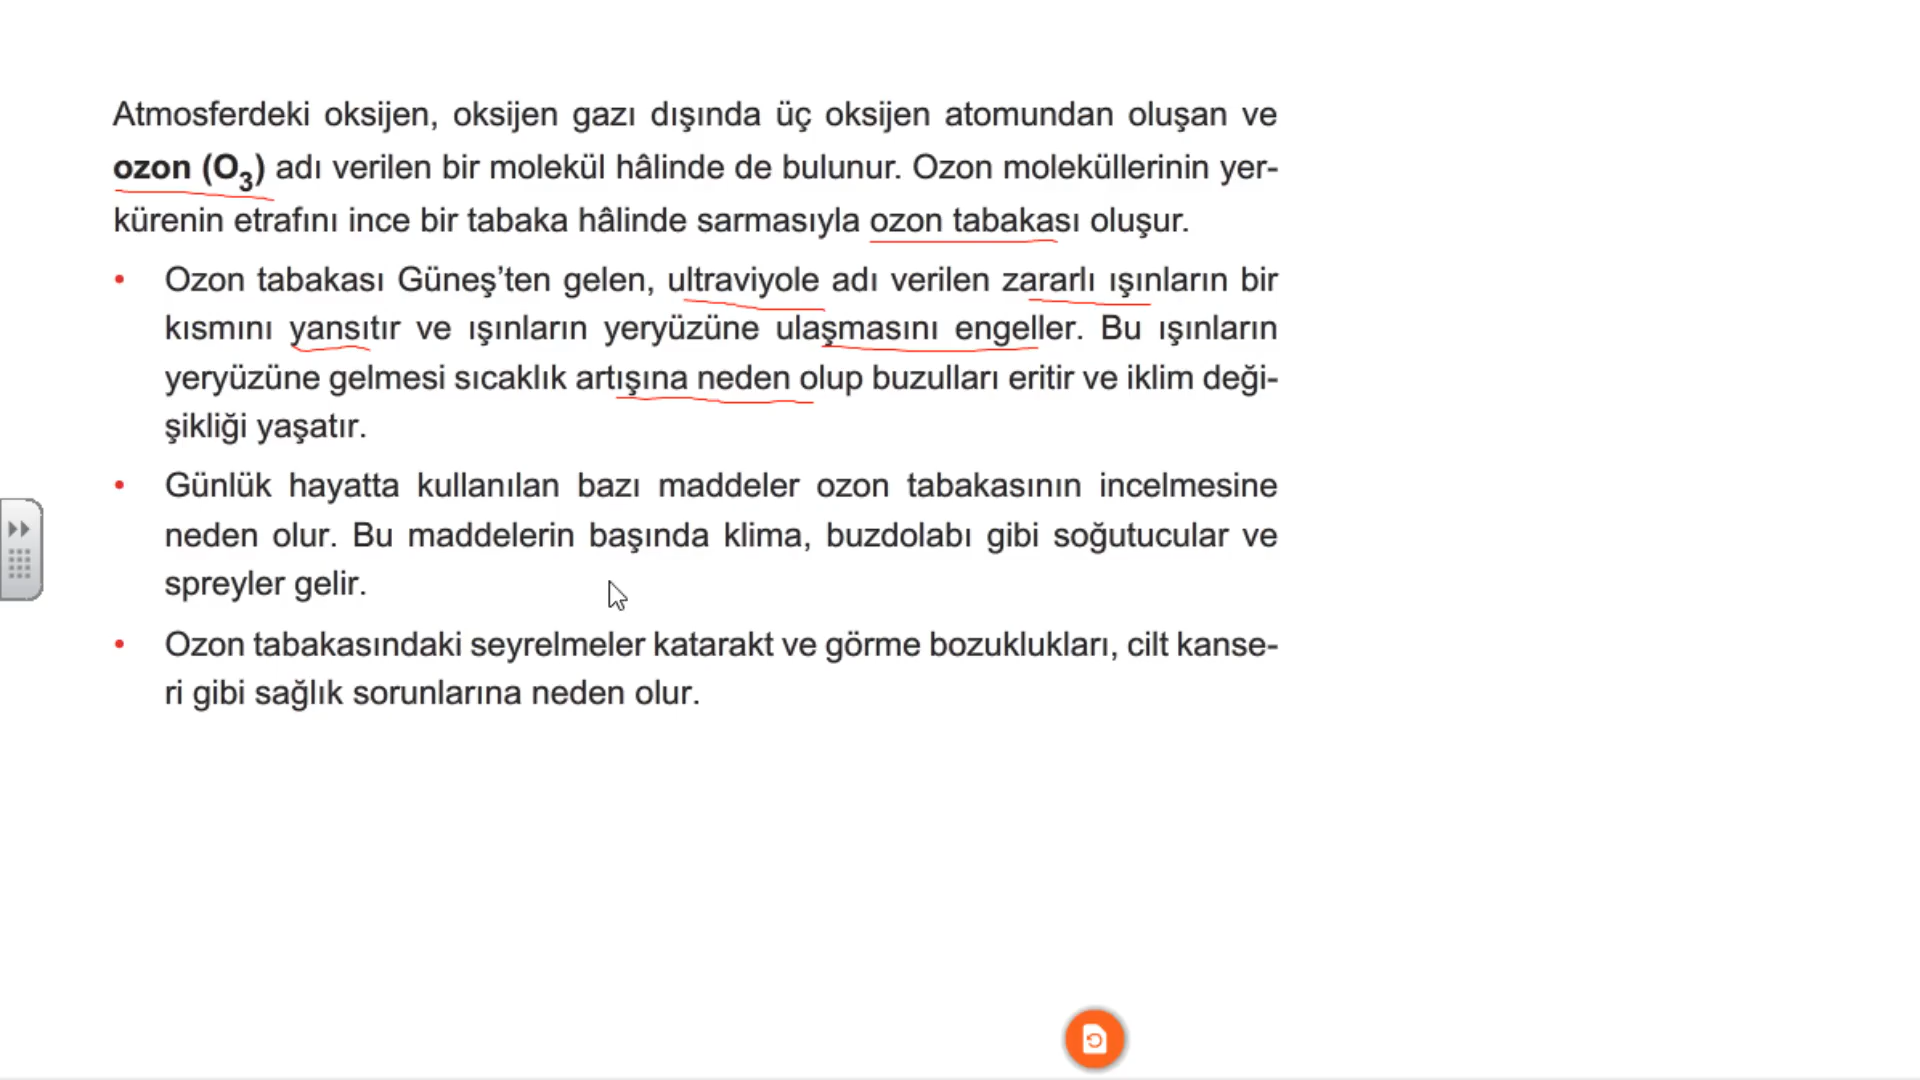 Atmosferdeki oksijen, oksijen gazı dışında üç oksijen atomundan oluşan ve
ozon (O₃) adı verilen bir molekül hâlinde de bulunur. Ozon moleküllerinin yer-
kürenin etrafını ince bir tabaka hâlinde sarmasıyla ozon tabakası oluşur.
• Ozon tabakası Güneş’ten gelen, ultraviyole adı verilen zararlı ışınların bir
kısmını yansıtır ve ışınların yeryüzüne ulaşmasını engeller. Bu ışınların
yeryüzüne gelmesi sıcaklık artışına neden olup buzulları eritir ve iklim deği-
şikliği yaşatır.
• Günlük hayatta kullanılan bazı maddeler ozon tabakasının incelmesine
neden olur. Bu maddelerin başında klima, buzdolabı gibi soğutucular ve
spreyler gelir.
• Ozon tabakasındaki seyrelmeler katarakt ve görme bozuklukları, cilt kanse-
ri gibi sağlık sorunlarına neden olur.